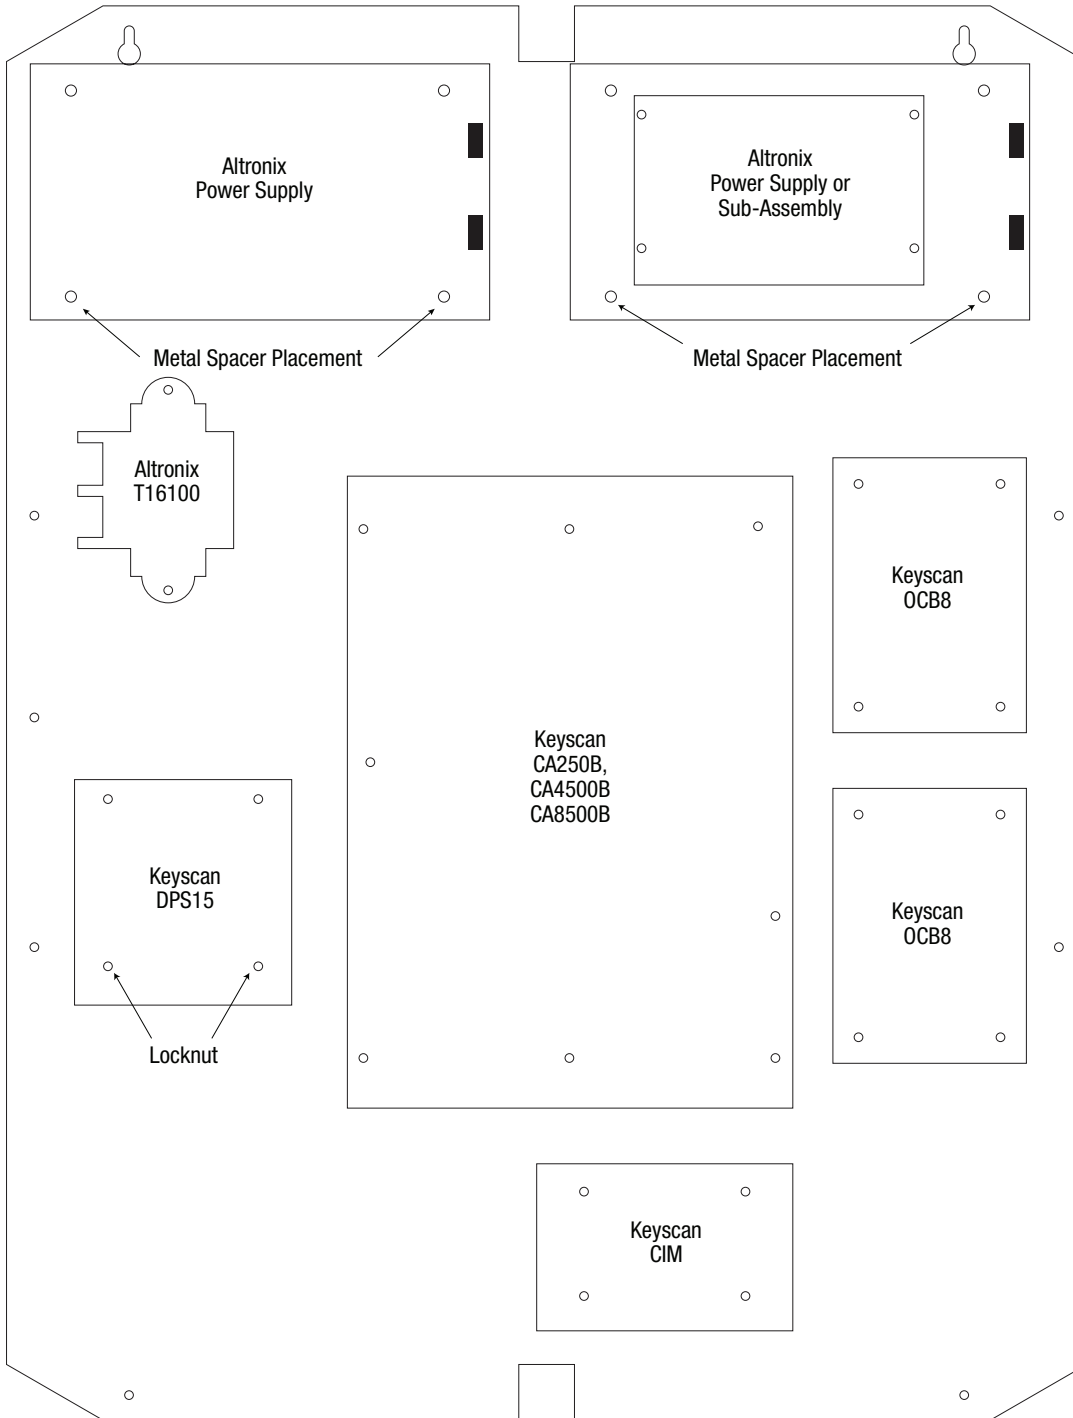 Altronix
Power Supply
Altronix
Power Supply or
Sub-Assembly
Metal Spacer Placement
Metal Spacer Placement
Altronix
T16100
Keyscan
OCB8
Keyscan
CA250B,
CA4500B
CA8500B
Keyscan
DPS15
Keyscan
OCB8
Locknut
Keyscan
CIM